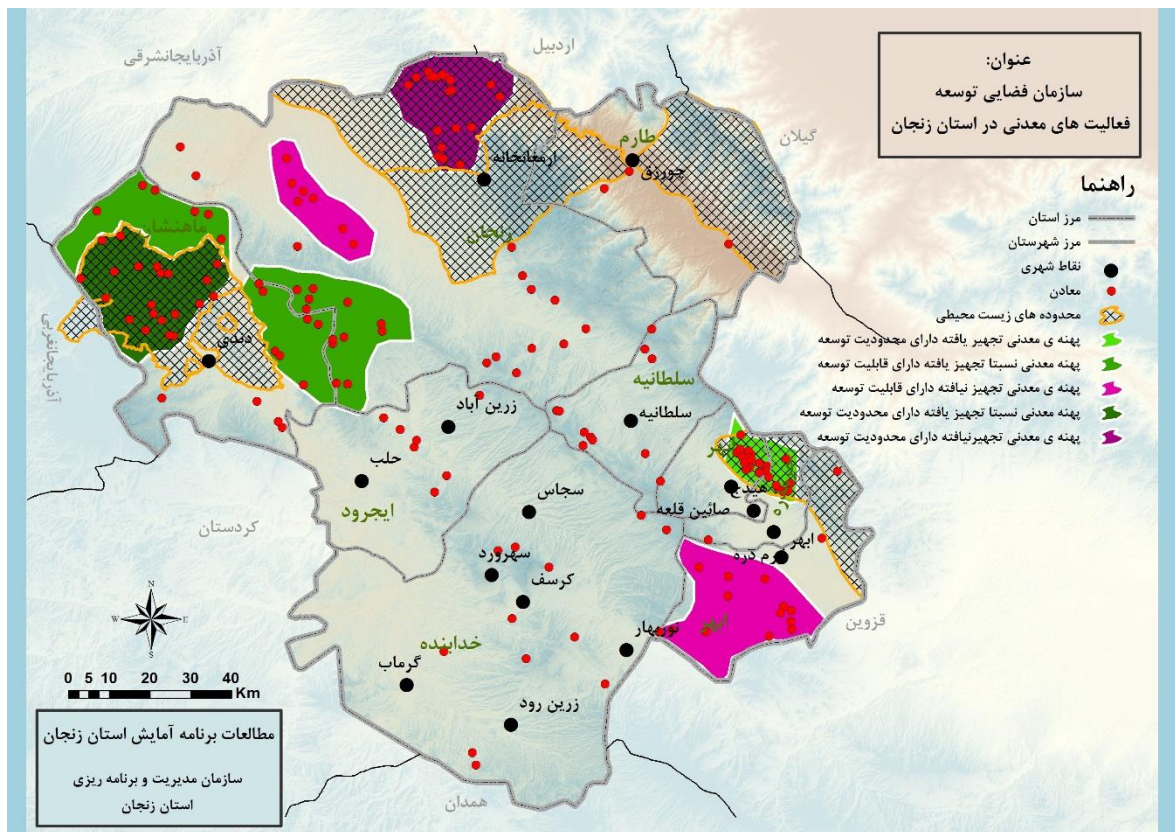 عنوان:
سازمان فضایی توسعه
فعالیت های معدنی در استان زنجان
راهنما
مرز استان
مرز شهرستان
نقاط شهری
معادن
محدوده های زیست محیطی
پهنه ی معدنی تجهیز یافته دارای محدودیت توسعه
پهنه معدنی نسبتا تجهیز یافته دارای قابلیت توسعه
پهنه ی معدنی تجهیز نیافته دارای قابلیت توسعه
پهنه معدنی نسبتا تجهیز یافته دارای محدودیت توسعه
پهنه ی معدنی تجهیزنیافته دارای محدودیت توسعه
اردبیل
آذربایجانشرقی
گیلان
طارم
چورزق
ارمغانخانه
زنجان
ماهنشان
دندی
آذربایجانغربی
سلطانیه
سلطانیه
زرین آباد
حلب
ایجرود
سجاس
ابهر
هیدج
صائین قلعه
ابهر
خرم دره
کردستان
سهرورد
کرسف
خدابنده
نوربهار
ابهر
قزوین
گرماب
زرین رود
همدان
N
W
E
S
0 5 10 20 30 40
Km
مطالعات برنامه آمایش استان زنجان
سازمان مدیریت و برنامه ریزی
استان زنجان